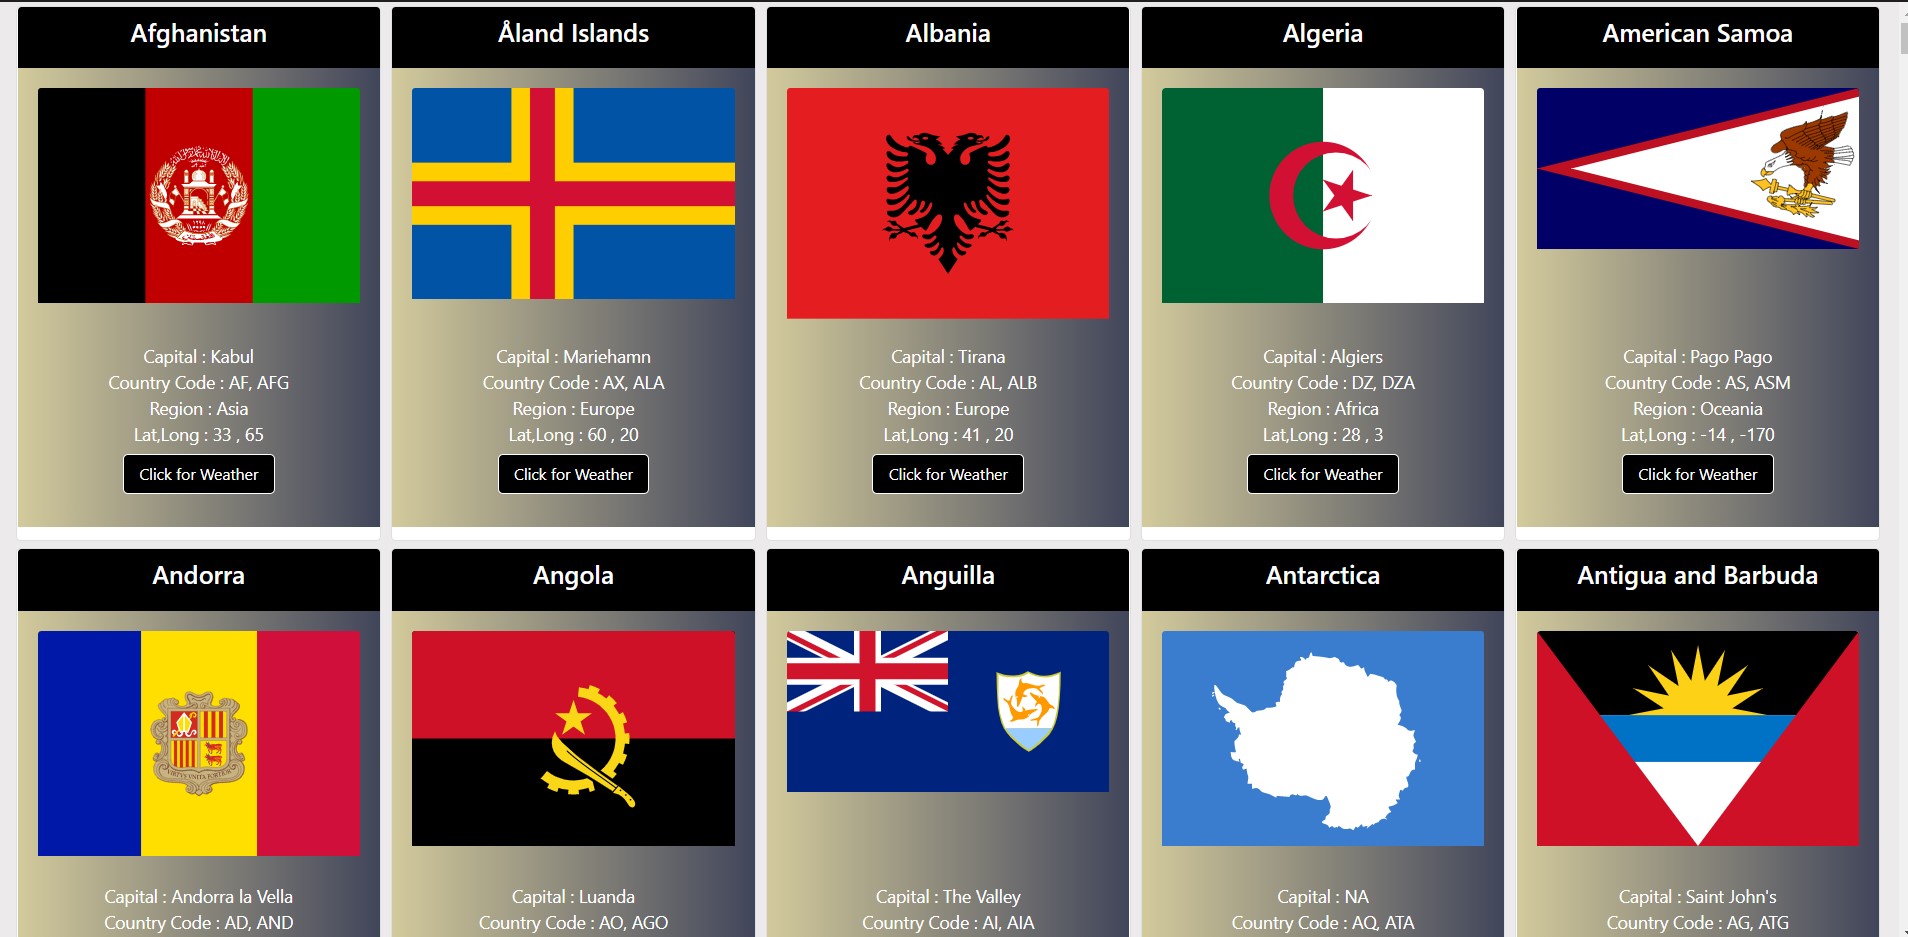 Afghanistan
Capital : Kabul
Country Code : AF, AFG
Region : Asia
Lat,Long : 33 , 65
Click for Weather
Åland Islands
Capital : Mariehamn
Country Code : AX, ALA
Region : Europe
Lat,Long : 60 , 20
Click for Weather
Albania
Capital : Tirana
Country Code : AL, ALB
Region : Europe
Lat,Long : 41 , 20
Click for Weather
Algeria
Capital : Algiers
Country Code : DZ, DZA
Region : Africa
Lat,Long : 28 , 3
Click for Weather
American Samoa
Capital : Pago Pago
Country Code : AS, ASM
Region : Oceania
Lat,Long : -14 , -170
Click for Weather
Andorra
VIRTVS VNITA FORTIOR
Capital : Andorra la Vella
Country Code : AD, AND
Angola
Capital : Luanda
Country Code : AO, AGO
Anguilla
Capital : The Valley
Country Code : AI, AIA
Antarctica
Capital : NA
Country Code : AQ, ATA
Antigua and Barbuda
Capital : Saint John's
Country Code : AG, ATG